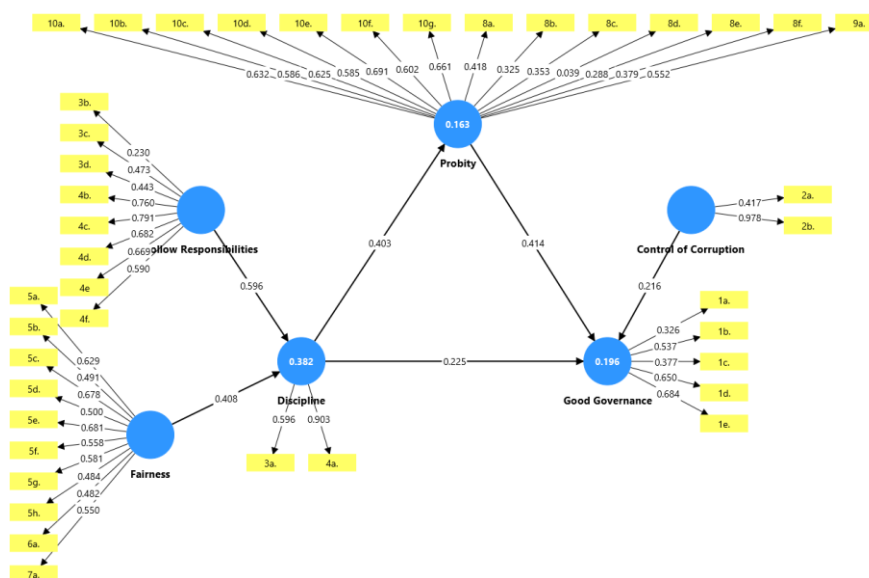 10a. 10b. 10c. 10d. 10e. 10f. 10g. 8a. 8b. 8c. 8d. 8e. 8f. 9a.
0.632 0.586 0.625 0.585 0.691 0.602 0.661 0.418 0.325 0.353 0.039 0.288 0.379 0.552
0.163
Probity
3b.
3c.
3d.
4b.
4c.
4d.
4e
4f.
0.230
0.473
0.443
0.760
0.791
0.682
0.669
0.590
ollow Responsibilities
0.596
0.403
0.414
2a.
2b.
0.417
0.978
Control of Corruption
0.216
5a.
5b.
5c.
5d.
5e.
5f.
5g.
5h.
6a.
7a.
0.629
0.491
0.678
0.500
0.681
0.558
0.581
0.484
0.482
0.550
Fairness
0.408
0.382
Discipline
0.596 0.903
3a. 4a.
0.225
0.196
Good Governance
0.326
0.537
0.377
0.650
0.684
1a.
1b.
1c.
1d.
1e.